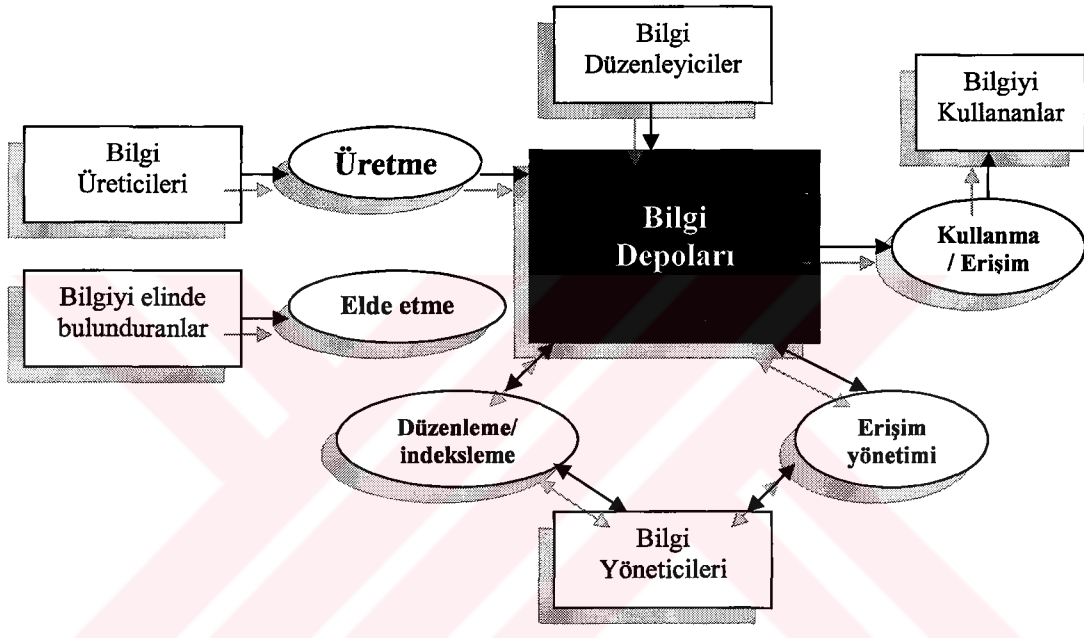 Bilgi
Düzenleyiciler
Bilgiyi
Kullananlar
Bilgi
Üreticileri
Üretme
Bilgi
Depoları
Kullanma
/ Erişim
Bilgiyi elinde
bulunduranlar
Elde etme
Düzenleme/
indeksleme
Erişim
yönetimi
Bilgi
Yöneticileri